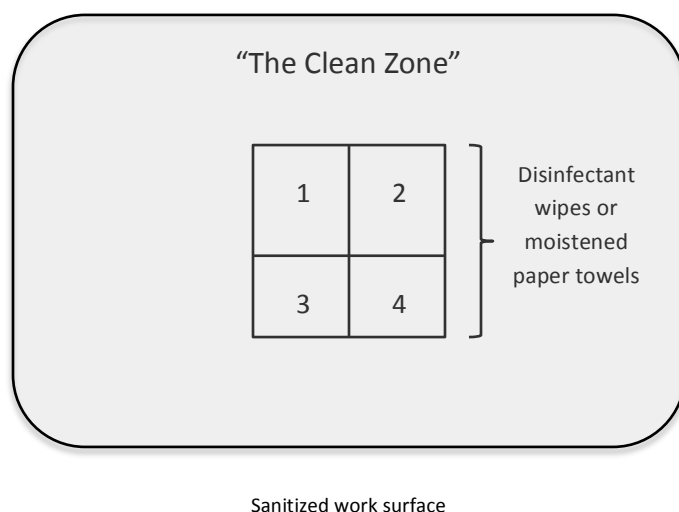 “The Clean Zone”
1 2
3 4
Disinfectant
wipes or
moistened
paper towels
Sanitized work surface